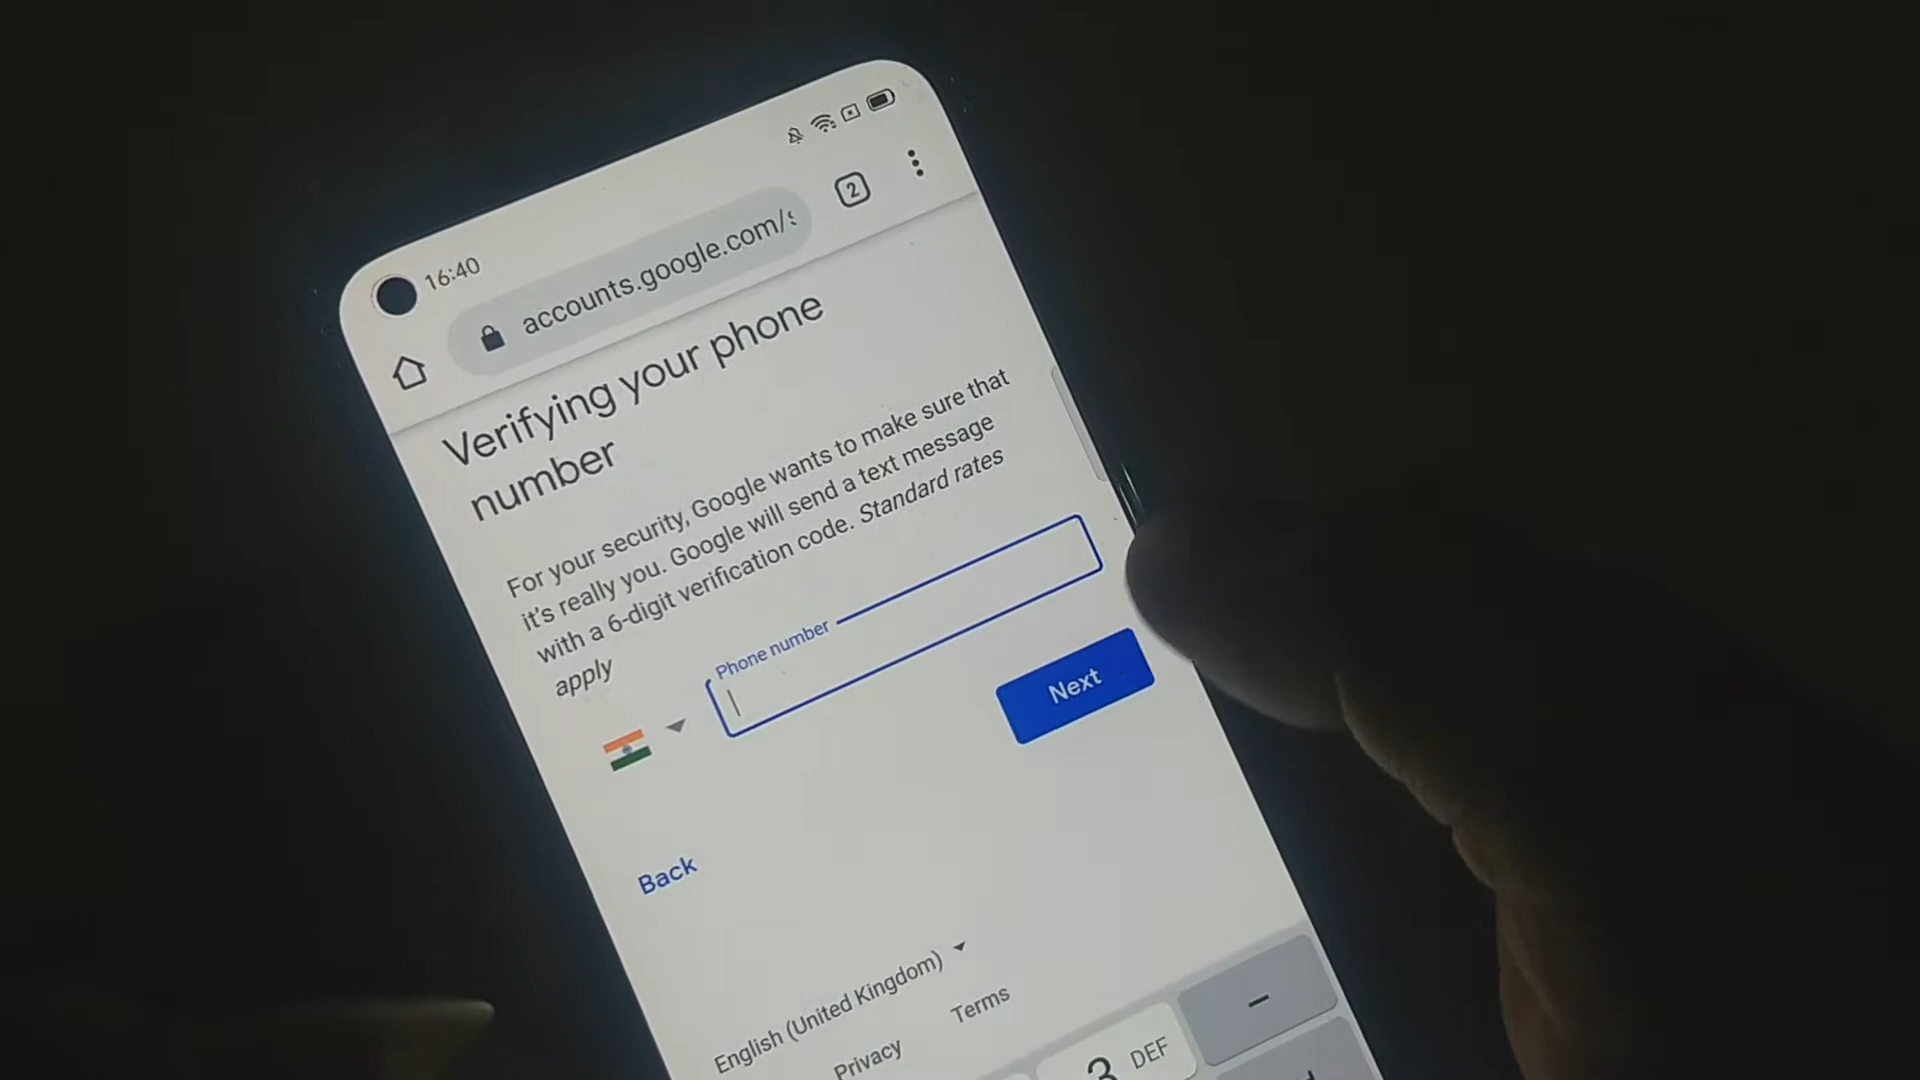 16:40
accounts.google.com/s
2
Verifying your phone
number
For your security, Google wants to make sure that
it's really you. Google will send a text message
with a 6-digit verification code. Standard rates
apply
Phone number
Next
Back
English (United Kingdom)
Privacy
Terms
3 DEF